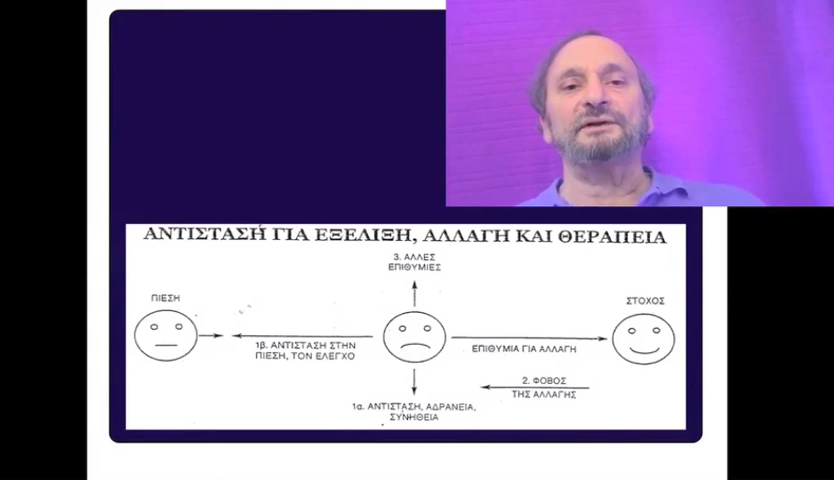 ΑΝΤΙΣΤΑΣΗ ΓΙΑ ΕΞΕΛΙΞΗ, ΑΛΛΑΓΗ ΚΑΙ ΘΕΡΑΠΕΙΑ
3. ΑΛΛΕΣ
ΕΠΙΘΥΜΙΕΣ
ΠΙΕΣΗ
ΣΤΟΧΟΣ
1β. ΑΝΤΙΣΤΑΣΗ ΣΤΗΝ
ΠΙΕΣΗ, ΤΟΝ ΕΛΕΓΧΟ
ΕΠΙΘΥΜΙΑ ΓΙΑ ΑΛΛΑΓΗ
2. ΦΟΒΟΣ
ΤΗΣ ΑΛΛΑΓΗΣ
1α. ΑΝΤΙΣΤΑΣΗ, ΑΔΡΑΝΕΙΑ,
ΣΥΝΗΘΕΙΑ